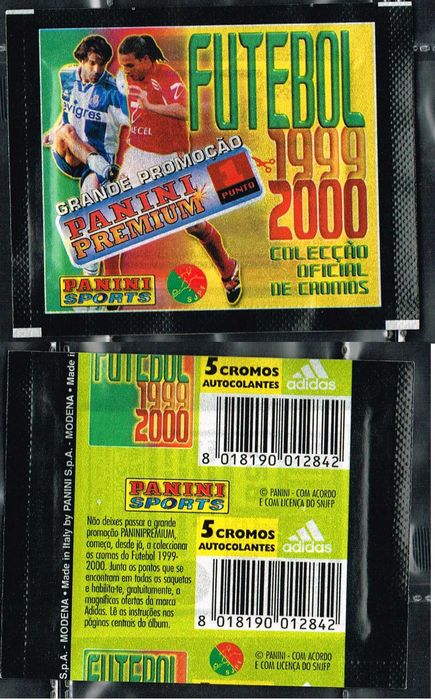 FUTEBOL
1999
2000
GRANDE PROMOÇÃO
PANINI
PREMIUM
1
PUNTO
COLECÇÃO
OFICIAL
DE CROMOS
PANINI
SPORTS
SJPF
FUTEBOL
1999
2000
5 CROMOS
AUTOCOLANTES
adidas
8 018190 012842
PANINI
SPORTS
© PANINI - COM ACORDO
E COM LICENÇA DO SNJFP
Não deixes passar a grande
promoção PANINIPREMIUM,
começa, desde já, a coleccionar
os cromos do Futebol 1999-
2000. Junta os pontos que se
encontram em todas as saquetas
e habilita-te, gratuitamente, a
magníficas ofertas da marca
Adidas. Lê as instruções nas
páginas centrais do álbum.
5 CROMOS
AUTOCOLANTES
adidas
8 018190 012842
© PANINI - COM ACORDO
E COM LICENÇA DO SNJFP
FUTEBOL
S.p.A. - MODENA • Made in Italy by PANINI S.p.A. - MODENA • Made in